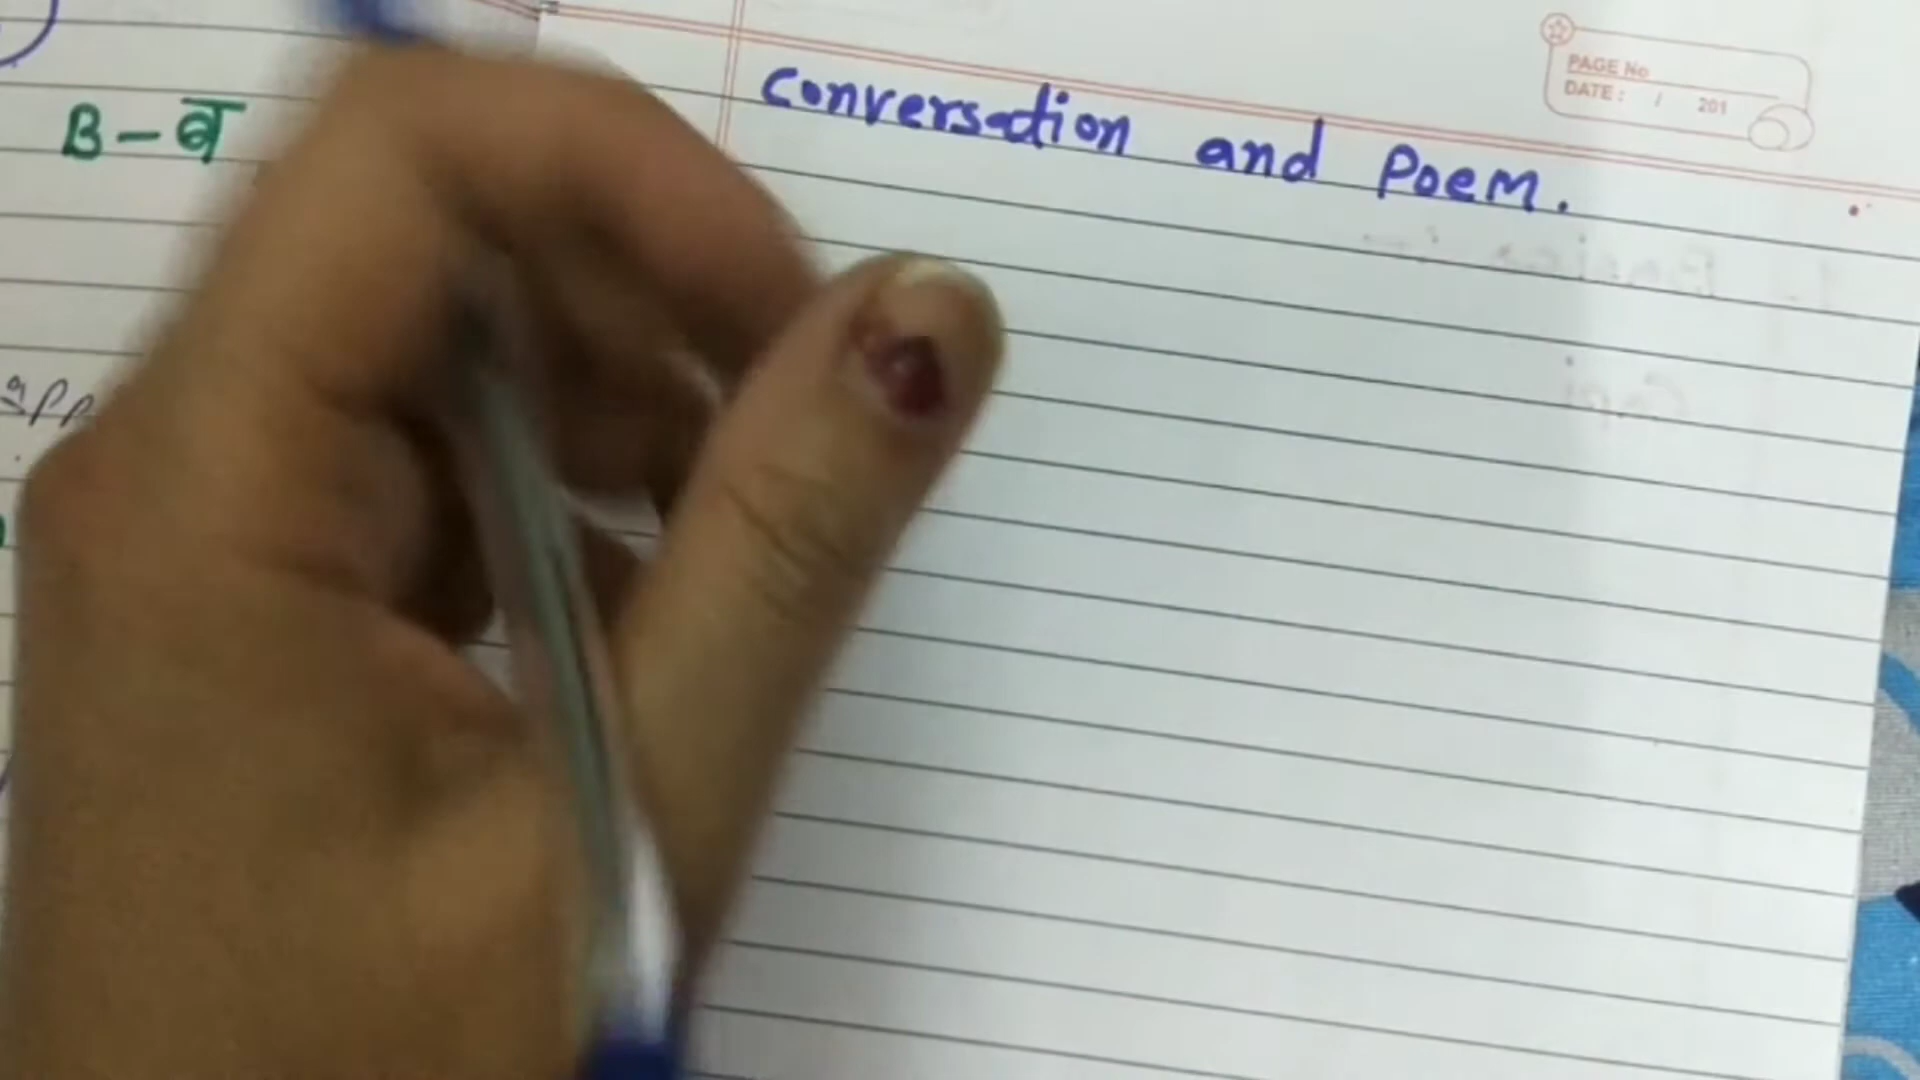 B - ब
Conversation and Poem.
PAGE No
DATE : / 201